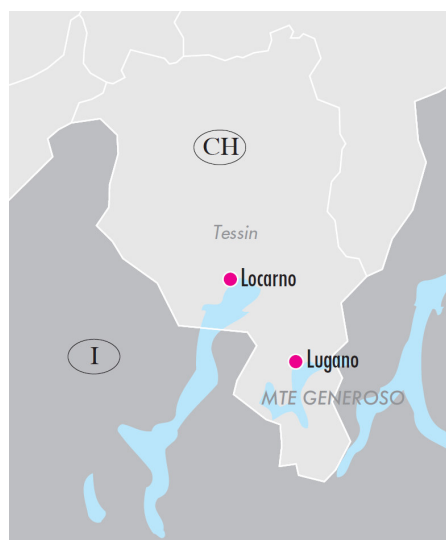 CH
Tessin
Locarno
I
Lugano
MTE GENEROSO